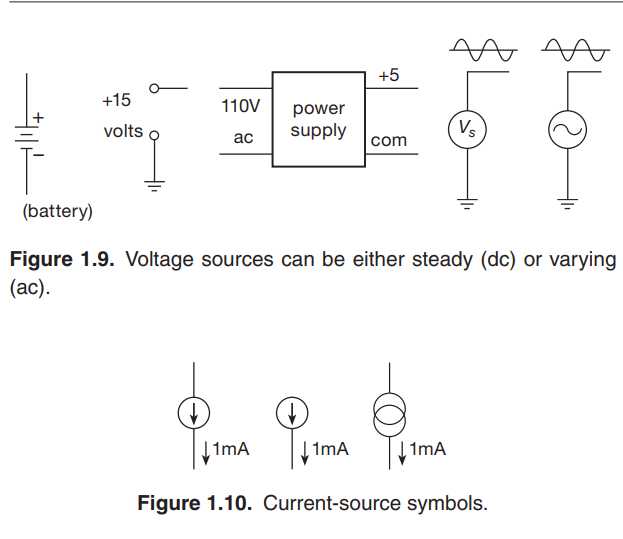 +
(battery)
+15
volts
110V
ac
power
supply
+5
com
Vs
Figure 1.9. Voltage sources can be either steady (dc) or varying
(ac).
1mA
1mA
1mA
Figure 1.10. Current-source symbols.